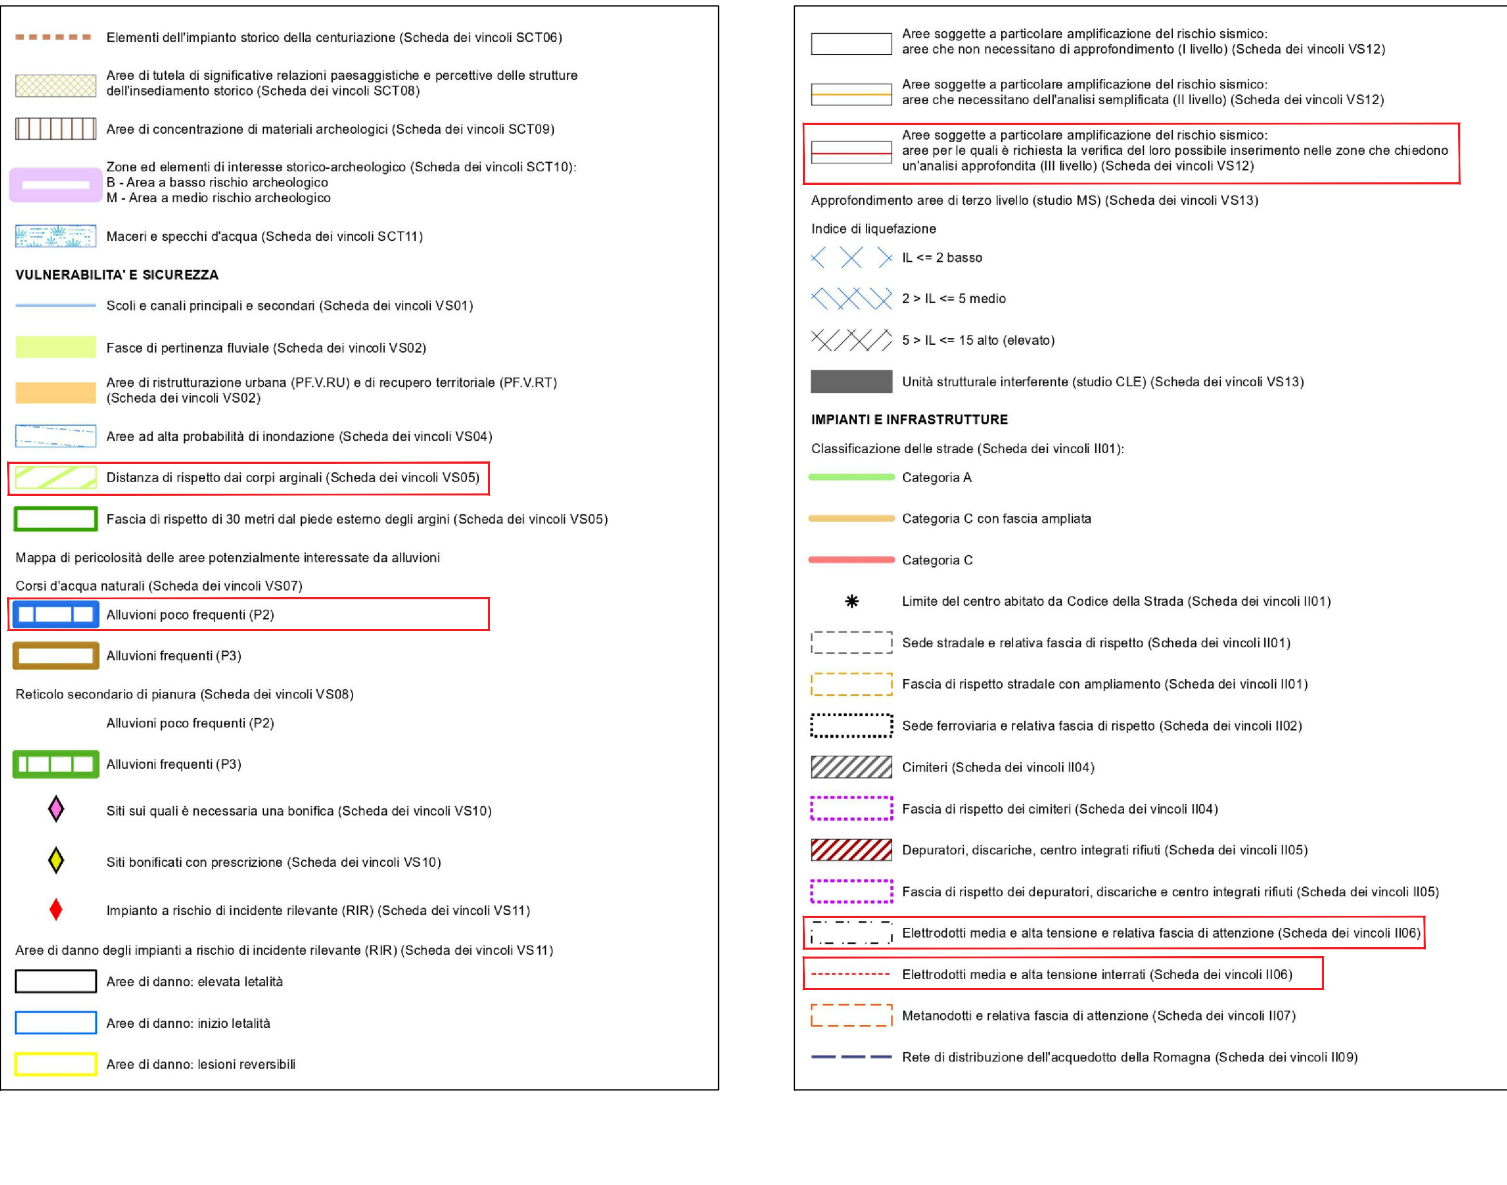 Elementi dell'impianto storico della centuriazione (Scheda dei vincoli SCT06)
Aree di tutela di significative relazioni paesaggistiche e percettive delle strutture
dell'insediamento storico (Scheda dei vincoli SCT08)
Aree di concentrazione di materiali archeologici (Scheda dei vincoli SCT09)
Zone ed elementi di interesse storico-archeologico (Scheda dei vincoli SCT10):
B - Area a basso rischio archeologico
M - Area a medio rischio archeologico
Maceri e specchi d'acqua (Scheda dei vincoli SCT11)
VULNERABILITA' E SICUREZZA
Scoli e canali principali e secondari (Scheda dei vincoli VS01)
Fasce di pertinenza fluviale (Scheda dei vincoli VS02)
Aree di ristrutturazione urbana (PF.V.RU) e di recupero territoriale (PF.V.RT)
(Scheda dei vincoli VS02)
Aree ad alta probabilità di inondazione (Scheda dei vincoli VS04)
Distanza di rispetto dai corpi arginali (Scheda dei vincoli VS05)
Fascia di rispetto di 30 metri dal piede esterno degli argini (Scheda dei vincoli VS05)
Mappa di pericolosità delle aree potenzialmente interessate da alluvioni
Corsi d'acqua naturali (Scheda dei vincoli VS07)
Alluvioni poco frequenti (P2)
Alluvioni frequenti (P3)
Reticolo secondario di pianura (Scheda dei vincoli VS08)
Alluvioni poco frequenti (P2)
Alluvioni frequenti (P3)
Siti sui quali è necessaria una bonifica (Scheda dei vincoli VS10)
Siti bonificati con prescrizione (Scheda dei vincoli VS10)
Impianto a rischio di incidente rilevante (RIR) (Scheda dei vincoli VS11)
Aree di danno degli impianti a rischio di incidente rilevante (RIR) (Scheda dei vincoli VS11)
Aree di danno: elevata letalità
Aree di danno: inizio letalità
Aree di danno: lesioni reversibili
Aree soggette a particolare amplificazione del rischio sismico:
aree che non necessitano di approfondimento (I livello) (Scheda dei vincoli VS12)
Aree soggette a particolare amplificazione del rischio sismico:
aree che necessitano dell'analisi semplificata (II livello) (Scheda dei vincoli VS12)
Aree soggette a particolare amplificazione del rischio sismico:
aree per le quali è richiesta la verifica del loro possibile inserimento nelle zone che chiedono
un'analisi approfondita (III livello) (Scheda dei vincoli VS12)
Approfondimento aree di terzo livello (studio MS) (Scheda dei vincoli VS13)
Indice di liquefazione
IL <= 2 basso
2 > IL <= 5 medio
5 > IL <= 15 alto (elevato)
Unità strutturale interferente (studio CLE) (Scheda dei vincoli VS13)
IMPIANTI E INFRASTRUTTURE
Classificazione delle strade (Scheda dei vincoli II01):
Categoria A
Categoria C con fascia ampliata
Categoria C
Limite del centro abitato da Codice della Strada (Scheda dei vincoli II01)
Sede stradale e relativa fascia di rispetto (Scheda dei vincoli II01)
Fascia di rispetto stradale con ampliamento (Scheda dei vincoli II01)
Sede ferroviaria e relativa fascia di rispetto (Scheda dei vincoli II02)
Cimiteri (Scheda dei vincoli II04)
Fascia di rispetto dei cimiteri (Scheda dei vincoli II04)
Depuratori, discariche, centro integrati rifiuti (Scheda dei vincoli II05)
Fascia di rispetto dei depuratori, discariche e centro integrati rifiuti (Scheda dei vincoli II05)
Elettrodotti media e alta tensione e relativa fascia di attenzione (Scheda dei vincoli II06)
Elettrodotti media e alta tensione interrati (Scheda dei vincoli II06)
Metanodotti e relativa fascia di attenzione (Scheda dei vincoli II07)
Rete di distribuzione dell'acquedotto della Romagna (Scheda dei vincoli II09)